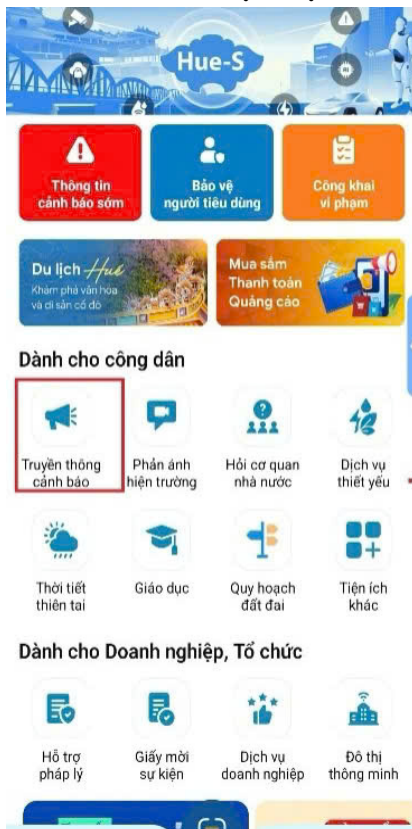 Hue-S
Thông tin
cảnh báo sớm
Bảo vệ
người tiêu dùng
Công khai
vi phạm
Du lịch Huế
Khám phá văn hóa
và di sản cố đô
Mua sắm
Thanh toán
Quảng cáo
Dành cho công dân
Truyền thông
cảnh báo
Phản ánh
hiện trường
Hỏi cơ quan
nhà nước
Dịch vụ
thiết yếu
Thời tiết
thiên tai
Giáo dục
Quy hoạch
đất đai
Tiện ích
khác
Dành cho Doanh nghiệp, Tổ chức
Hỗ trợ
pháp lý
Giấy mời
sự kiện
Dịch vụ
doanh nghiệp
Đô thị
thông minh